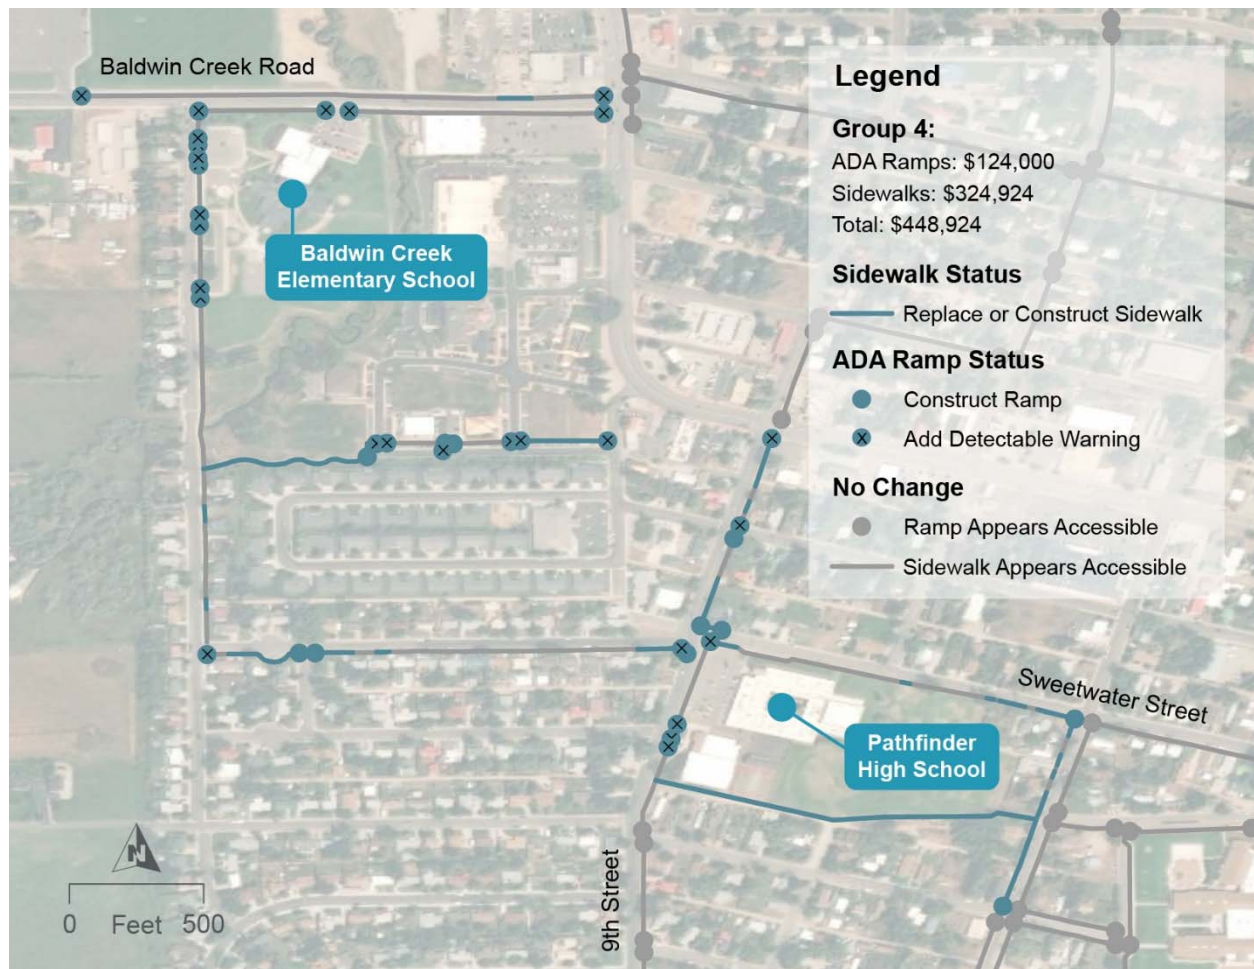 Baldwin Creek Road
Legend
Group 4:
ADA Ramps: $124,000
Sidewalks: $324,924
Total: $448,924
Baldwin Creek
Elementary School
Sidewalk Status
Replace or Construct Sidewalk
ADA Ramp Status
Construct Ramp
Add Detectable Warning
No Change
Ramp Appears Accessible
Sidewalk Appears Accessible
Sweetwater Street
Pathfinder
High School
9th Street
N
0 Feet 500